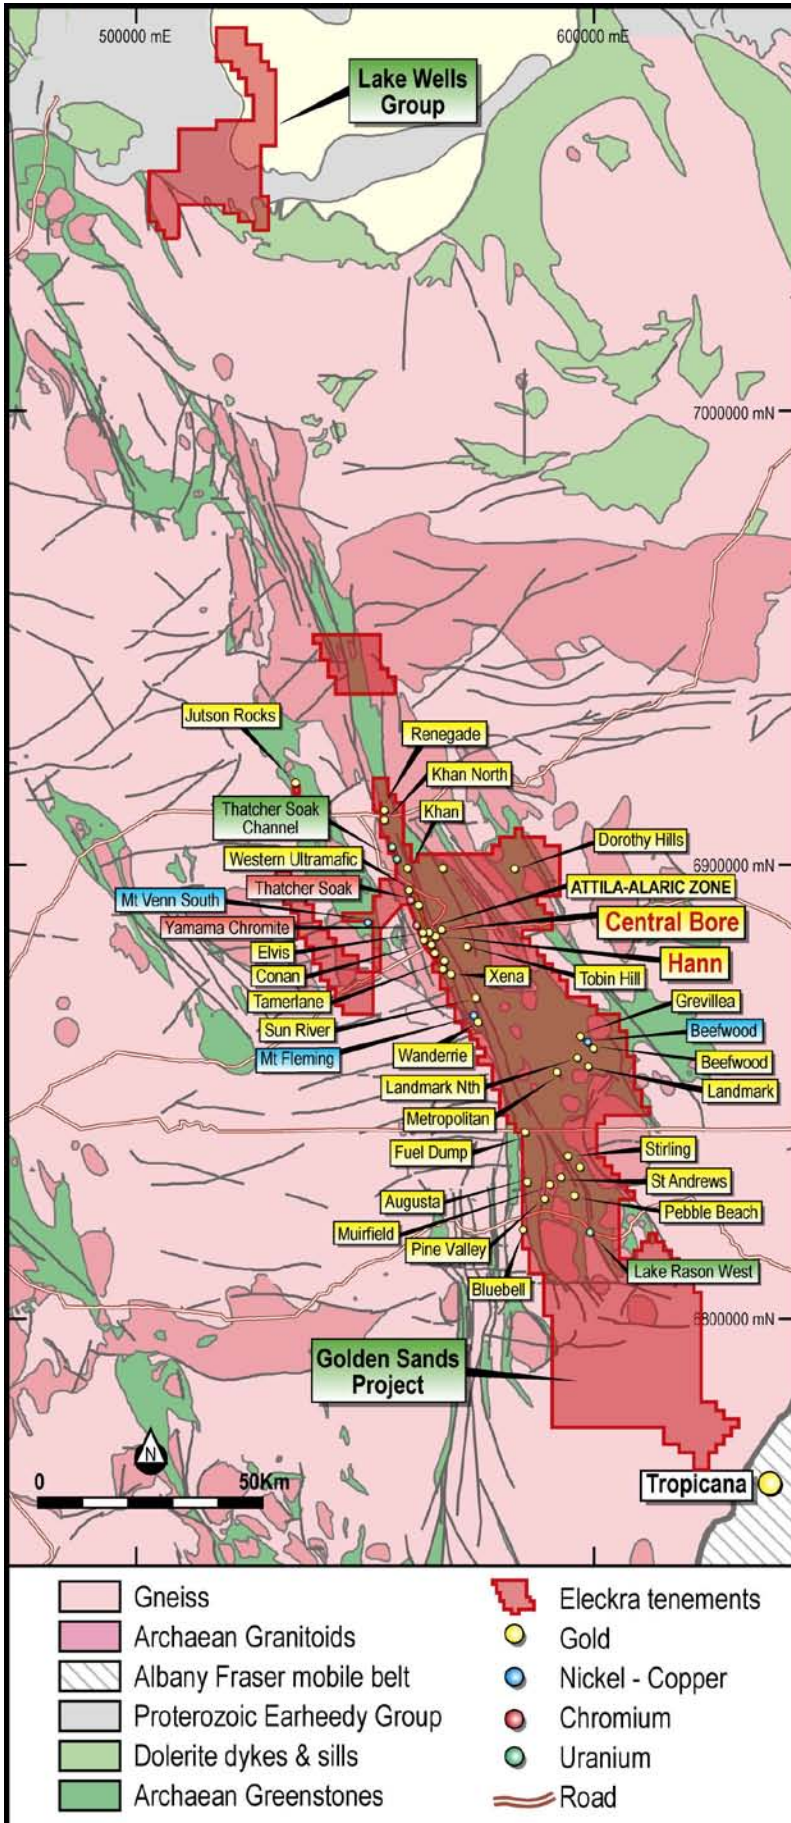 500000 mE
600000 mE
Lake Wells
Group
7000000 mN
Jutson Rocks
Renegade
Khan North
Thatcher Soak
Channel
Khan
Dorothy Hills
Western Ultramafic
6900000 mN
Thatcher Soak
ATTILA-ALARIC ZONE
Mt Venn South
Central Bore
Yamama Chromite
Elvis
Hann
Conan
Xena
Tobin Hill
Tamerlane
Grevillea
Sun River
Beefwood
Wanderrie
Mt Fleming
Beefwood
Landmark Nth
Landmark
Metropolitan
Fuel Dump
Stirling
St Andrews
Augusta
Pebble Beach
Muirfield
Pine Valley
Lake Rason West
Bluebell
6800000 mN
Golden Sands
Project
N
0
50Km
Tropicana
Gneiss
Eleckra tenements
Archaean Granitoids
Gold
Albany Fraser mobile belt
Nickel - Copper
Proterozoic Earheedy Group
Chromium
Dolerite dykes & sills
Uranium
Archaean Greenstones
Road